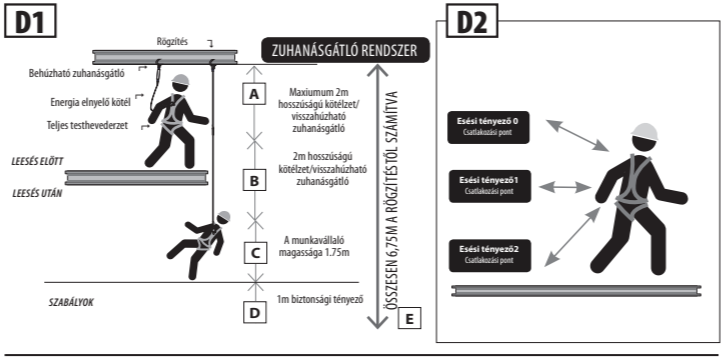 D1
Rögzítés
ZUHANÁSGÁTLÓ RENDSZER
Behúzható zuhanásgátló
Energia elnyelő kötél
Teljes testhevederzet
LEESÉS ELŐTT
LEESÉS UTÁN
SZABÁLYOK
A
Maxiumum 2m
hosszúságú kötélzet/
visszahúzható
zuhanásgátló
B
2m hosszúságú
kötélzet/visszahúzható
zuhanásgátló
C
A munkavállaló
magassága 1.75m
D
1m biztonsági tényező
ÖSSZESEN 6,75M A RÖGZÍTÉSTŐL SZÁMÍTVA
E
D2
Esési tényező 0
Csatlakozási pont
Esési tényező1
Csatlakozási pont
Esési tényező2
Csatlakozási pont